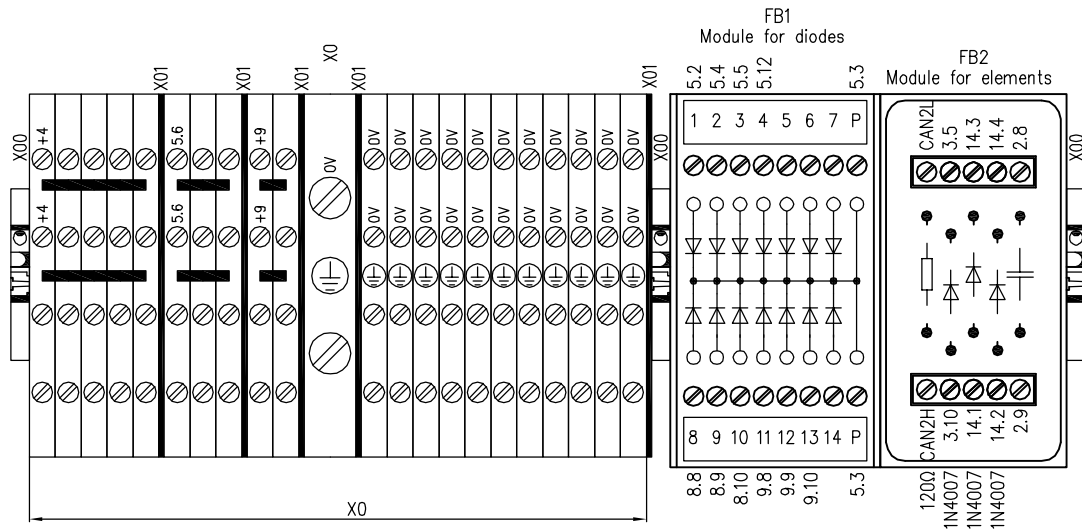 FB1
Module for diodes
FB2
Module for elements
X0
X01 X01 X01 X01
X00 X00 X00
5.2 5.4 5.5 5.12 5.3
CAN2L 3.5 14.3 14.4 2.8
1 2 3 4 5 6 7 P
+4 5.6 +9 0V 0V 0V 0V 0V 0V 0V 0V 0V 0V 0V 0V
+4 5.6 +9 0V 0V 0V 0V 0V 0V 0V 0V 0V 0V 0V
8 9 10 11 12 13 14 P
8.8 8.9 8.10 9.8 9.9 9.10 5.3
CAN2H 3.10 14.1 14.2 2.9
120Ω 1N4007 1N4007 1N4007
X0